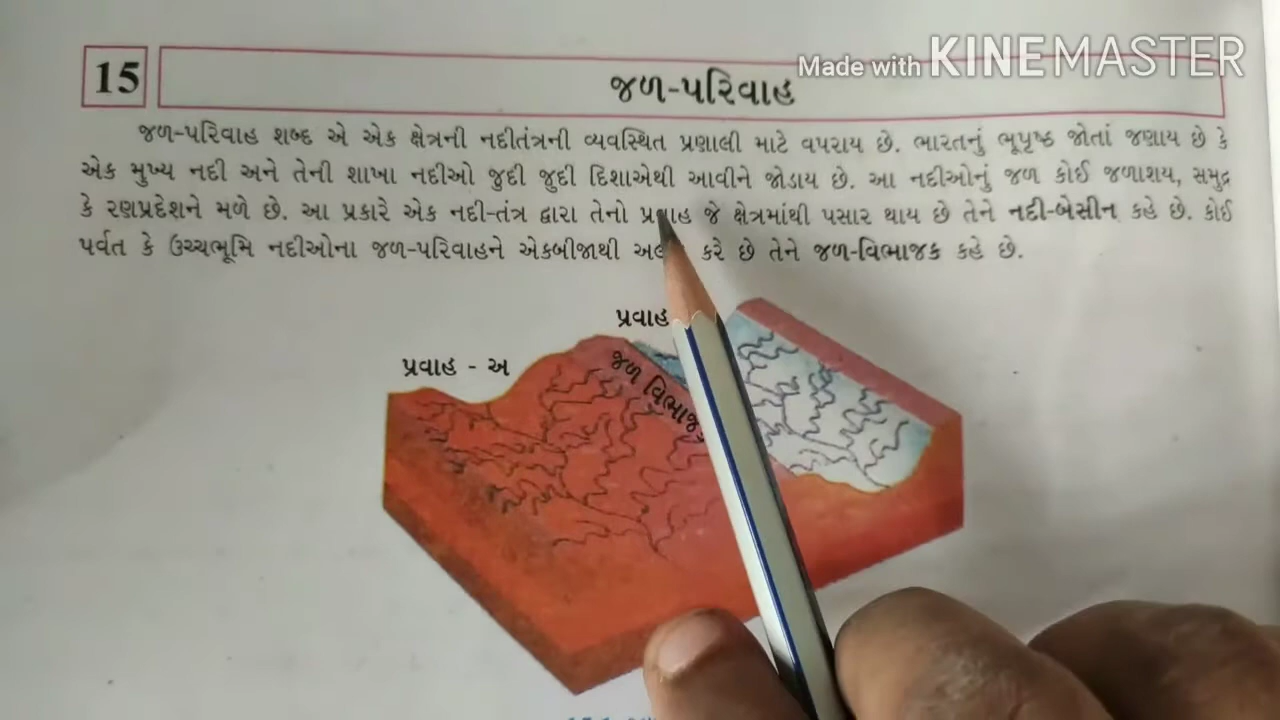 Made with KINEMASTER
15
જળ-પરિવાહ
જળ-પરિવાહ શબ્દ એ એક ક્ષેત્રની નદીતંત્રની વ્યવસ્થિત પ્રણાલી માટે વપરાય છે. ભારતનું ભૂપૃષ્ઠ જોતાં જણાય છે કે
એક મુખ્ય નદી અને તેની શાખા નદીઓ જુદી જુદી દિશાએથી આવીને જોડાય છે. આ નદીઓનું જળ કોઈ જળાશય, સમુદ્ર
કે રણપ્રદેશને મળે છે. આ પ્રકારે એક નદી-તંત્ર દ્વારા તેનો પ્રવાહ જે ક્ષેત્રમાંથી પસાર થાય છે તેને નદી-બેસીન કહે છે. કોઈ
પર્વત કે ઉચ્ચભૂમિ નદીઓના જળ-પરિવાહને એકબીજાથી કરે છે તેને જળ-વિભાજક કહે છે.
પ્રવાહ
પ્રવાહ - અ
જળ વિભાજક